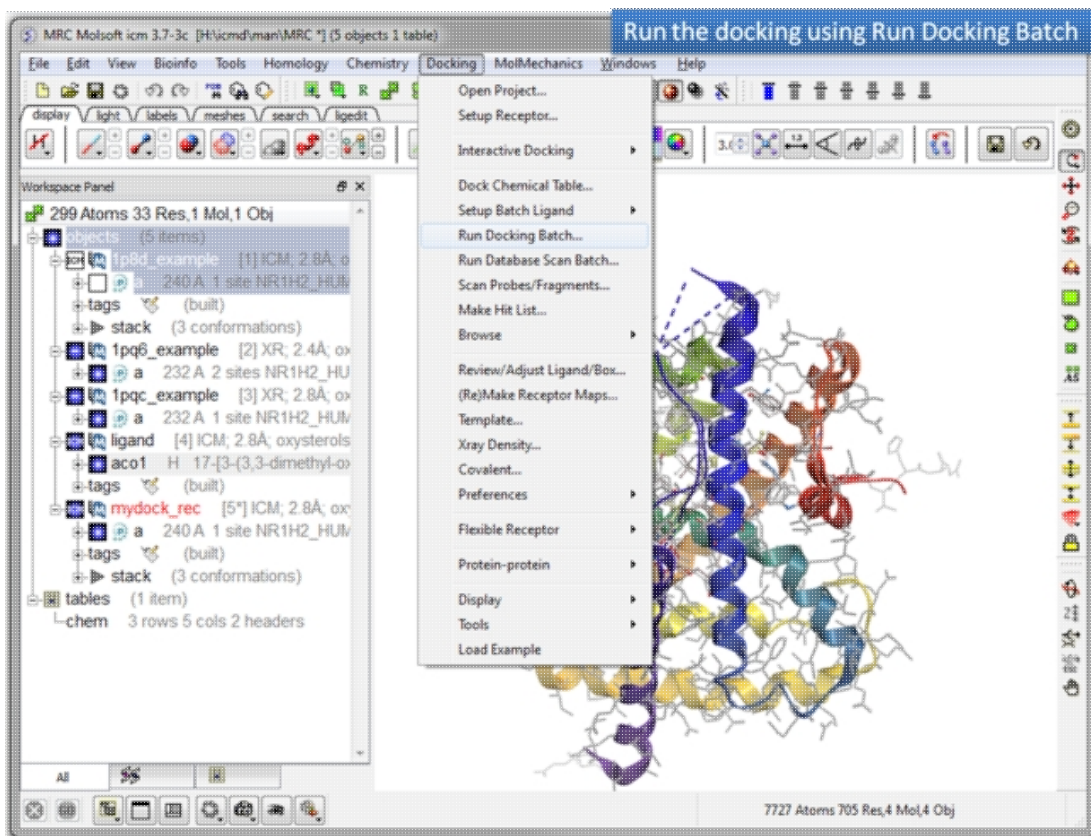 MRC Molsoft icm 3.7-3c [H:\icmd\man\MRC *] (5 objects 1 table)
Run the docking using Run Docking Batch
File Edit View Bioinfo Tools Homology Chemistry Docking MolMechanics Windows Help
display light labels meshes search ligedit
Workspace Panel
299 Atoms 33 Res,1 Mol,1 Obj
objects (5 items)
1p8d_example [1] ICM, 2.8Å, o
a 240 A 1 site NR1H2_HUM
tags (built)
stack (3 conformations)
1pq6_example [2] XR; 2.4Å; ox
a 232 A 2 sites NR1H2_HU
1pqc_example [3] XR; 2.8Å; ox
a 232 A 1 site NR1H2_HUM
ligand [4] ICM; 2.8Å; oxysterols
aco1 H 17-[3-(3,3-dimethyl-ox
tags (built)
mydock_rec [5*] ICM; 2.8Å; ox
a 240 A 1 site NR1H2_HUM
tags (built)
stack (3 conformations)
tables (1 item)
chem 3 rows 5 cols 2 headers
All
Open Project...
Setup Receptor...
Interactive Docking
Dock Chemical Table...
Setup Batch Ligand
Run Docking Batch...
Run Database Scan Batch...
Scan Probes/Fragments...
Make Hit List...
Browse
Review/Adjust Ligand/Box...
(Re)Make Receptor Maps...
Template...
Xray Density...
Covalent...
Preferences
Flexible Receptor
Protein-protein
Display
Tools
Load Example
7727 Atoms 705 Res,4 Mol,4 Obj